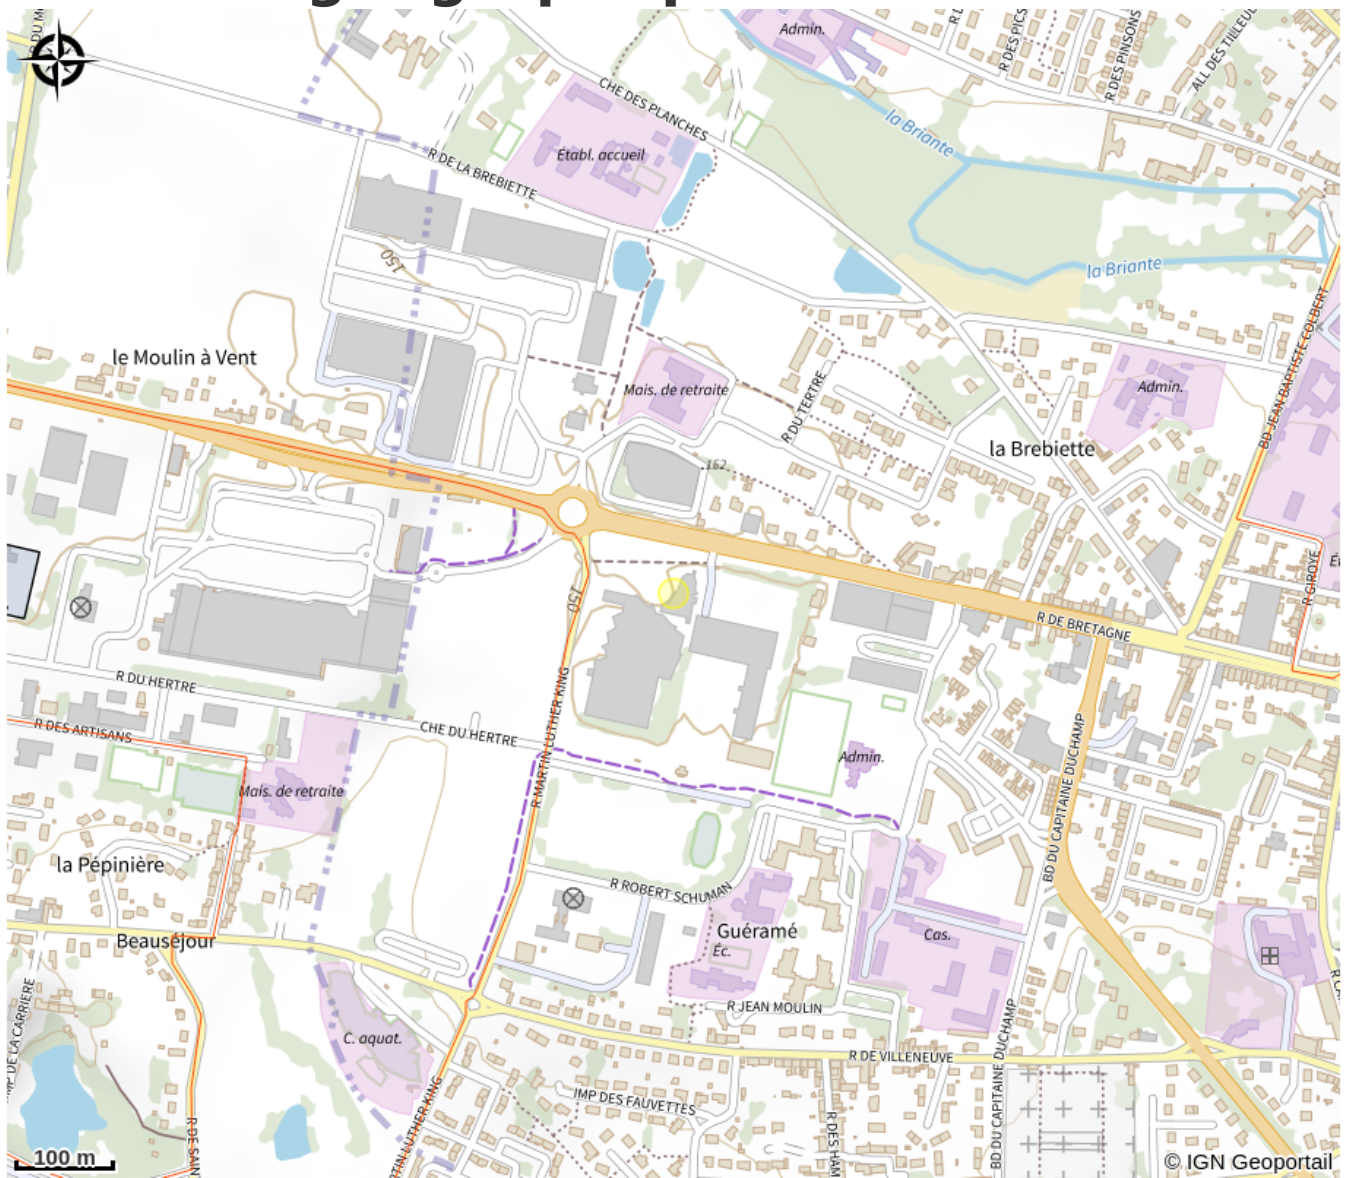 Admin.
R DES PICS
R DES PINSONS
CHE DES PLANCHES
la Briante
R DE LA BREBIETTE
Établ. accueil
150
la Briante
le Moulin à Vent
Mais. de retraite
R DU TERTRE
Admin.
BD JEAN-BAPTISTE COLBERT
la Brebiette
162
150
R GIROYE
R DE BRETAGNE
R DU HERTRE
R DES ARTISANS
CHE DU HERTRE
R MARTIN LUTHER KING
Admin.
Mais. de retraite
BD DU CAPITAINE DUCHAMP
la Pépinière
R ROBERT SCHUMAN
Guéramé
Éc.
Cas.
Beauséjour
R JEAN MOULIN
C. aquat.
R DE VILLENEUVE
BD DU CAPITAINE DUCHAMP
IMP DES FAUVETTES
100 m
© IGN Geoportail